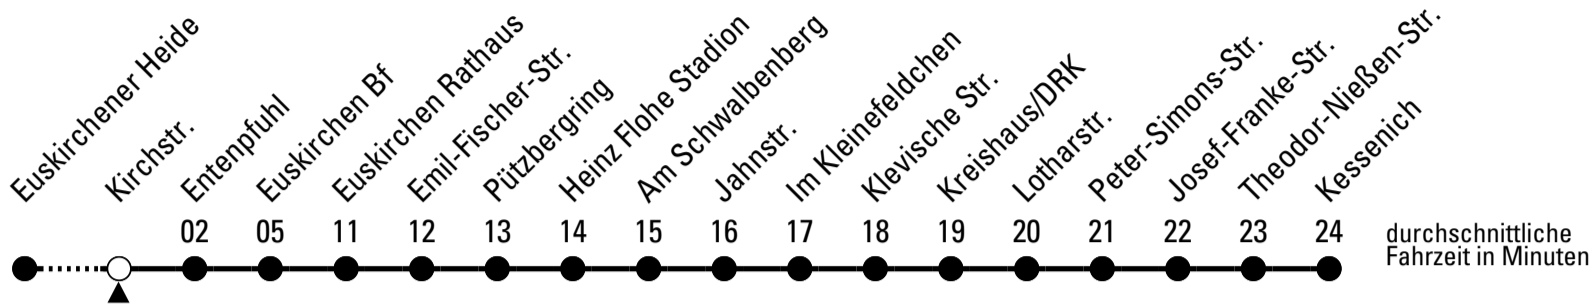 Euskirchener Heide
Kirchstr.
Entenpfuhl
Euskirchen Bf
Euskirchen Rathaus
Emil-Fischer-Str.
Pützbergring
Heinz Flohe Stadion
Am Schwalbenberg
Jahnstr.
Im Kleinefeldchen
Klevische Str.
Kreishaus/DRK
Lotharstr.
Peter-Simons-Str.
Josef-Franke-Str.
Theodor-Nießen-Str.
Kessenich
02 05 11 12 13 14 15 16 17 18 19 20 21 22 23 24
durchschnittliche
Fahrzeit in Minuten